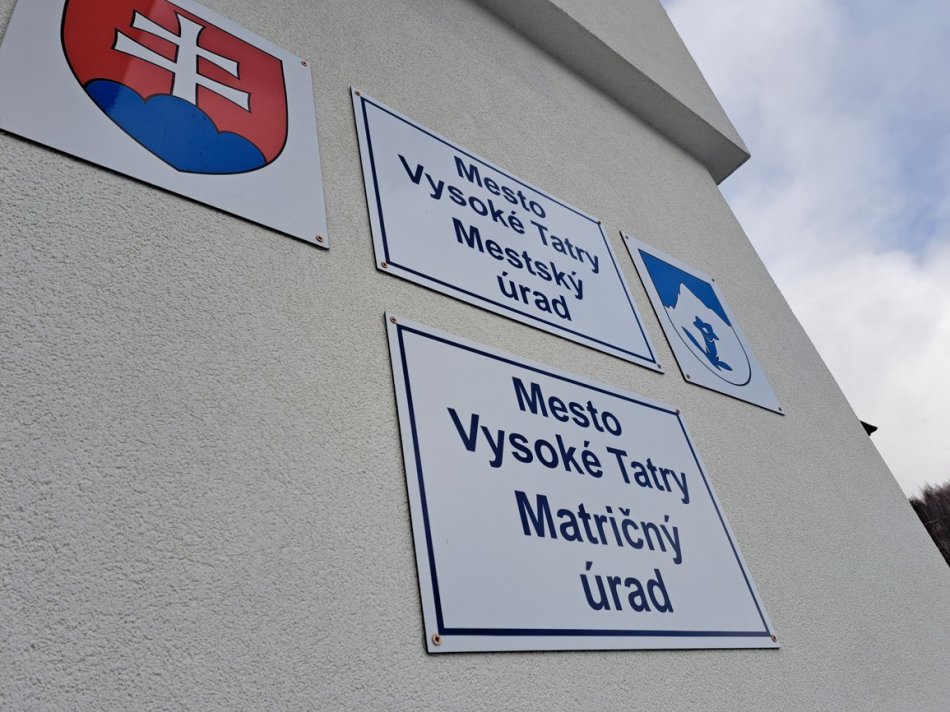 Mesto
Vysoké Tatry
Mestský
úrad
Mesto
Vysoké Tatry
Matričný
úrad